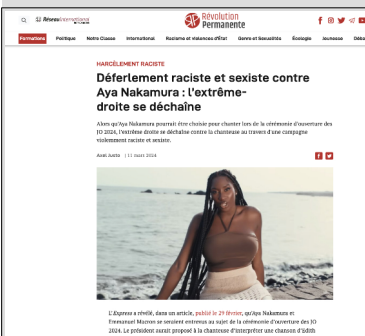 Réseau International
Révolution
Permanente
Formations Politique Notre Classe International Racisme et violences d'État Genre et Sexualités Écologie Jeunesse Débats
HARCÈLEMENT RACISTE
Déferlement raciste et sexiste contre
Aya Nakamura : l'extrême-
droite se déchaîne
Alors qu'Aya Nakamura pourrait être choisie pour chanter lors de la cérémonie d'ouverture des
JO 2024, l'extrême droite se déchaîne contre la chanteuse au travers d'une campagne
violemment raciste et sexiste.
11 mars 2024
L'Express a révélé, dans un article, publié le 29 février, qu'Aya Nakamura et
Emmanuel Macron se seraient entretenus au sujet de la cérémonie d'ouverture des JO
2024. Le président aurait proposé à la chanteuse d'interpréter une chanson d'Edith